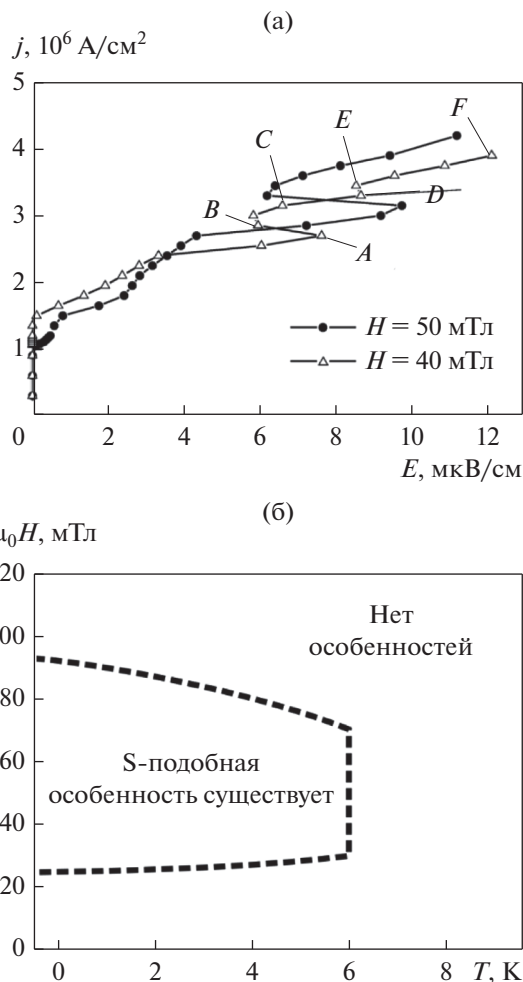 (а)
j, 10⁶ А/см²
5
4
3
2
1
0
2
4
6
8
10
12
E, мкВ/см
A
B
C
D
E
F
H = 50 мТл
H = 40 мТл
(б)
μ₀H, мТл
20
00
80
60
40
20
0
0
2
4
6
8
T, K
Нет
особенностей
S-подобная
особенность существует